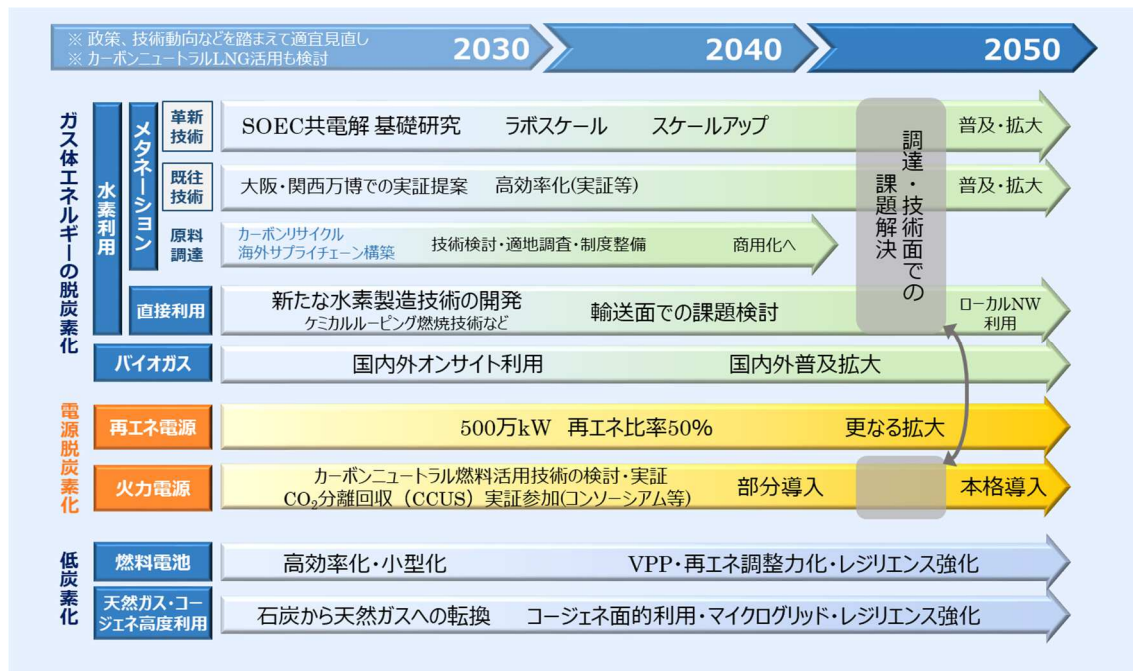 ※ 政策、技術動向などを踏まえて適宜見直し
※ カーボンニュートラルLNG活用も検討
2030
2040
2050
ガス体エネルギーの脱炭素化
水素利用
メタネーション
革新
技術
SOEC共電解 基礎研究 ラボスケール スケールアップ 普及・拡大
既往
技術
大阪・関西万博での実証提案 高効率化(実証等) 普及・拡大
原料
調達
カーボンリサイクル
海外サプライチェーン構築
技術検討・適地調査・制度整備 商用化へ
調達・技術面での
課題解決
直接利用
新たな水素製造技術の開発
ケミカルルーピング燃焼技術など
輸送面での課題検討
ローカルNW
利用
バイオガス
国内外オンサイト利用 国内外普及拡大
電源脱炭素化
再エネ電源
500万kW 再エネ比率50% 更なる拡大
火力電源
カーボンニュートラル燃料活用技術の検討・実証
CO₂分離回収（CCUS）実証参加(コンソーシアム等)
部分導入 本格導入
低炭素化
燃料電池
高効率化・小型化 VPP・再エネ調整力化・レジリエンス強化
天然ガス・コー
ジェネ高度利用
石炭から天然ガスへの転換 コージェネ面的利用・マイクログリッド・レジリエンス強化